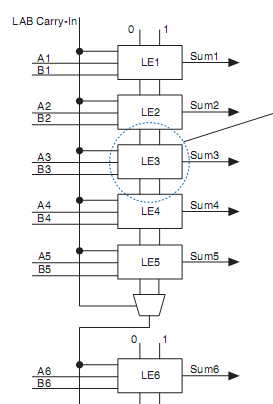 LAB Carry-In
0 1
A1 LE1 Sum1
B1
A2 LE2 Sum2
B2
A3 LE3 Sum3
B3
A4 LE4 Sum4
B4
A5 LE5 Sum5
B5
0 1
A6 LE6 Sum6
B6